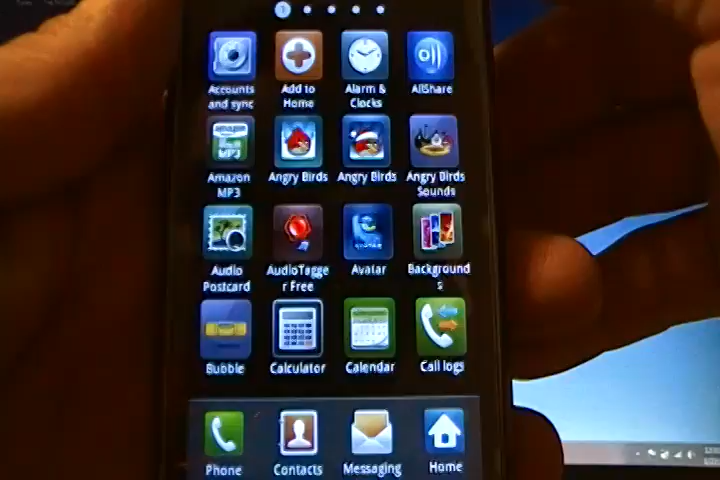 1
Accounts and sync
Add to Home
Alarm & Clocks
AllShare
amazon MP3
Amazon MP3
Angry Birds
Angry Birds
Angry Birds Sounds
Audio Postcard
AudioTagge r Free
Avatar
Background s
Bubble
Calculator
Calendar
Call logs
Phone
Contacts
Messaging
Home